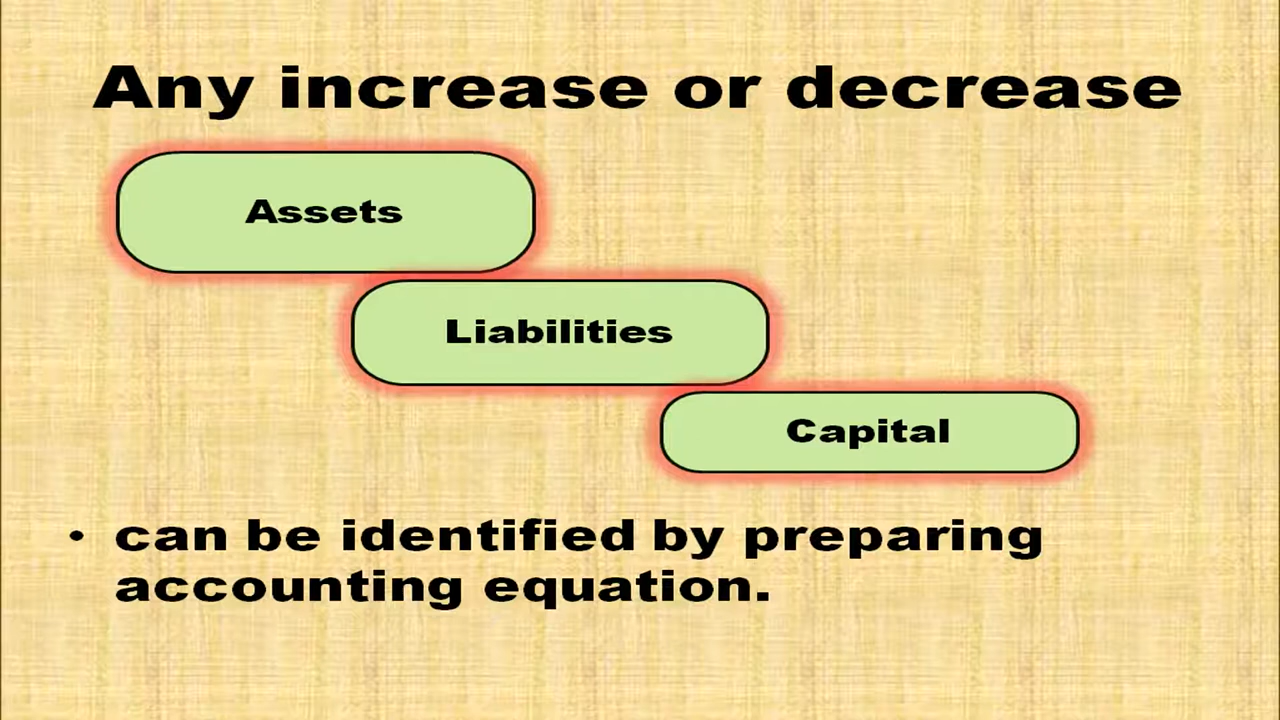 Any increase or decrease
Assets
Liabilities
Capital
• can be identified by preparing
accounting equation.